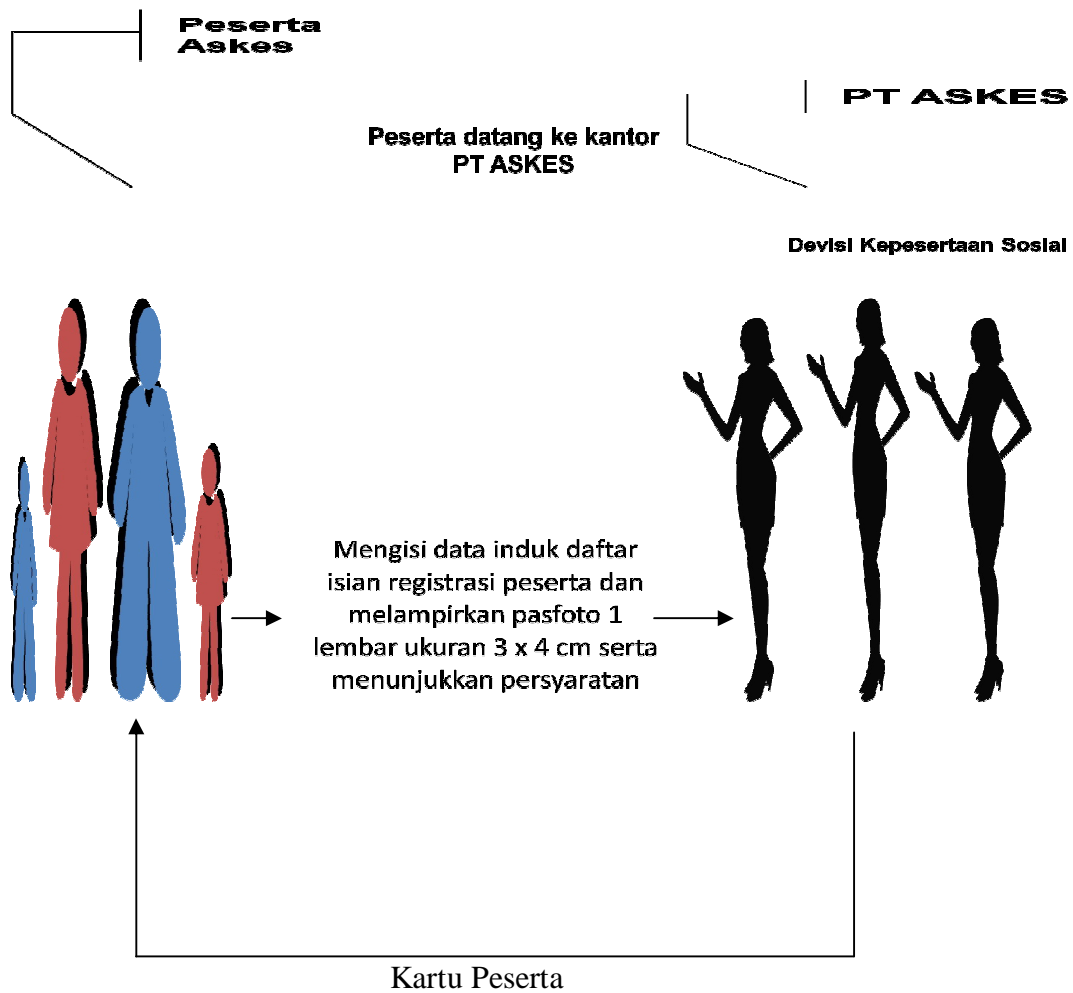 Peserta
Askes
PT ASKES
Peserta datang ke kantor
PT ASKES
Devisi Kepesertaan Sosial
Mengisi data induk daftar
isian registrasi peserta dan
melampirkan pasfoto 1
lembar ukuran 3 x 4 cm serta
menunjukkan persyaratan
Kartu Peserta